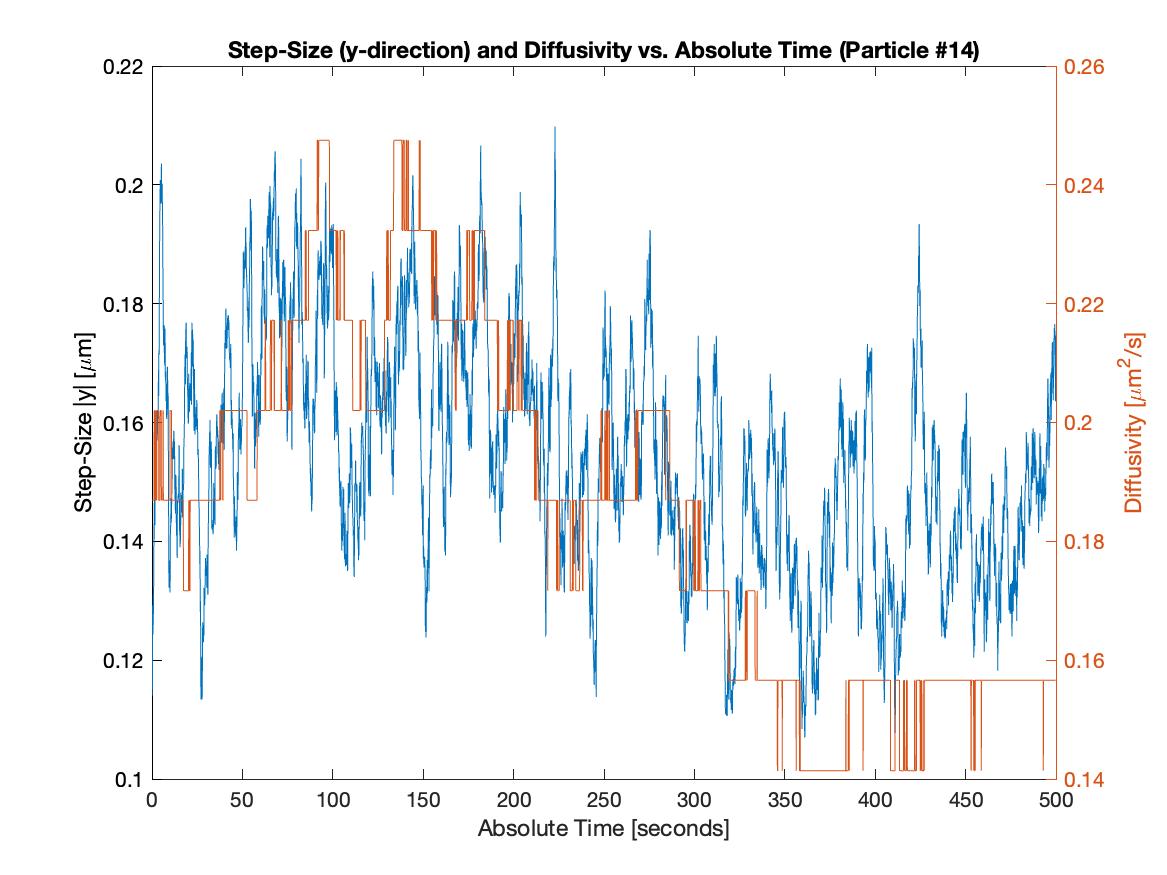 Step-Size (y-direction) and Diffusivity vs. Absolute Time (Particle #14)
0.22
0.2
0.18
0.16
0.14
0.12
0.1
Step-Size |y| [μm]
0.26
0.24
0.22
0.2
0.18
0.16
0.14
Diffusivity [μm²/s]
0 50 100 150 200 250 300 350 400 450 500
Absolute Time [seconds]